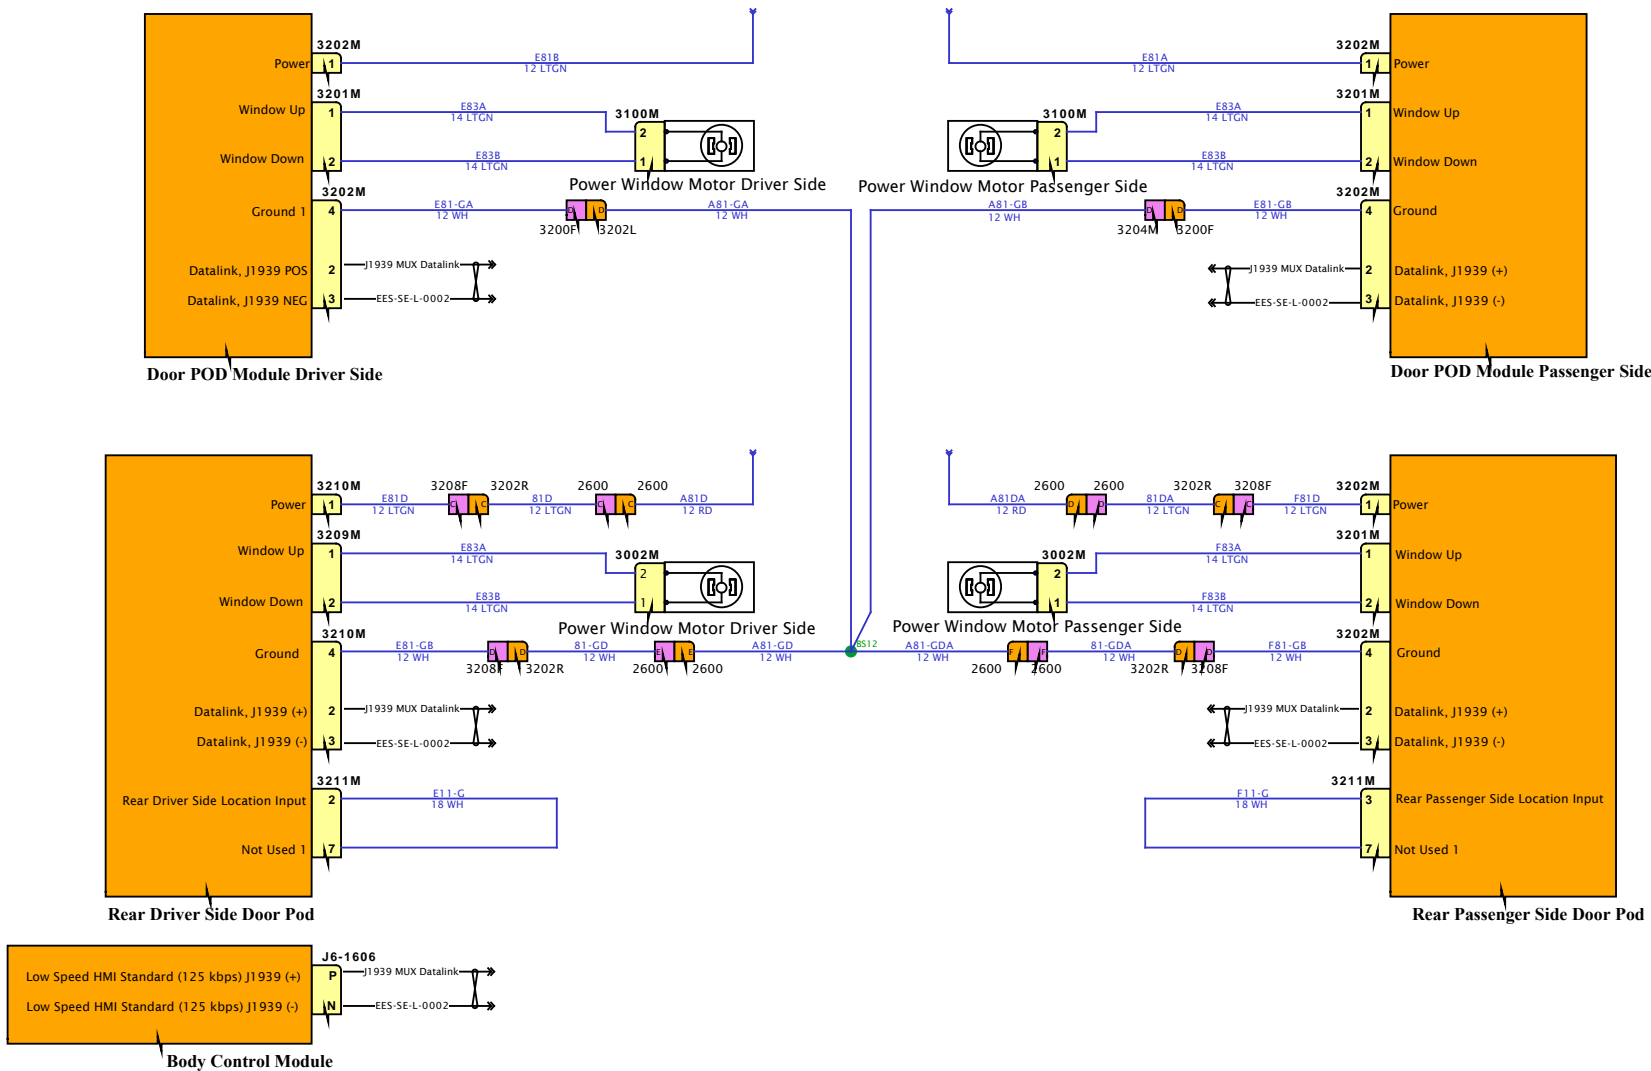 3202M
Power
1
E81B
12 LTGN
3201M
Window Up
1
E83A
14 LTGN
Window Down
2
E83B
14 LTGN
3100M
2
1
Power Window Motor Driver Side
3202M
Ground 1
4
E81-GA
12 WH
D
D
3200F
3202L
A81-GA
12 WH
Datalink, J1939 POS
2
J1939 MUX Datalink
Datalink, J1939 NEG
3
EES-SE-L-0002
Door POD Module Driver Side
E81A
12 LTGN
3202M
1
Power
3201M
E83A
14 LTGN
1
Window Up
3100M
2
1
E83B
14 LTGN
2
Window Down
Power Window Motor Passenger Side
3202M
A81-GB
12 WH
D
D
3204M
3200F
E81-GB
12 WH
4
Ground
J1939 MUX Datalink
2
Datalink, J1939 (+)
EES-SE-L-0002
3
Datalink, J1939 (-)
Door POD Module Passenger Side
3210M
Power
1
E81D
12 LTGN
3208F
3202R
C
C
81D
12 LTGN
2600
2600
C
C
A81D
12 RD
3209M
Window Up
1
E83A
14 LTGN
Window Down
2
E83B
14 LTGN
3002M
2
1
Power Window Motor Driver Side
3210M
Ground
4
E81-GB
12 WH
D
D
3208F
3202R
81-GD
12 WH
E
E
2600
2600
A81-GD
12 WH
BS12
Datalink, J1939 (+)
2
J1939 MUX Datalink
Datalink, J1939 (-)
3
EES-SE-L-0002
3211M
Rear Driver Side Location Input
2
E11-G
18 WH
Not Used 1
7
Rear Driver Side Door Pod
A81DA
12 RD
2600
2600
D
D
81DA
12 LTGN
3202R
3208F
C
C
F81D
12 LTGN
3202M
1
Power
3201M
F83A
14 LTGN
1
Window Up
3002M
2
1
F83B
14 LTGN
2
Window Down
Power Window Motor Passenger Side
3202M
A81-GDA
12 WH
F
F
2600
2600
81-GDA
12 WH
D
D
3202R
3208F
F81-GB
12 WH
4
Ground
J1939 MUX Datalink
2
Datalink, J1939 (+)
EES-SE-L-0002
3
Datalink, J1939 (-)
3211M
F11-G
18 WH
3
Rear Passenger Side Location Input
7
Not Used 1
Rear Passenger Side Door Pod
J6-1606
Low Speed HMI Standard (125 kbps) J1939 (+)
P
J1939 MUX Datalink
Low Speed HMI Standard (125 kbps) J1939 (-)
N
EES-SE-L-0002
Body Control Module